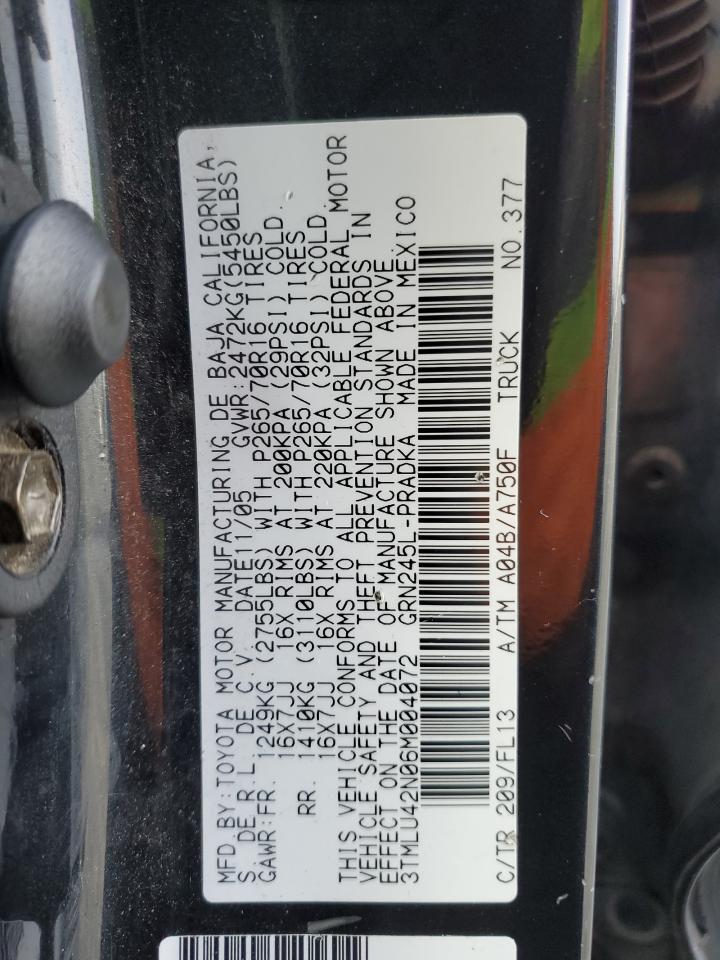 MFD.BY:TOYOTA MOTOR MANUFACTURING DE BAJA CALIFORNIA,
S. DE R.L. DE C.V. DATE 11/05 GVWR:2472KG(5450LBS)
GAWR:FR. 1249KG (2755LBS) WITH P265/70R16 TIRES
16X7JJ 16X RIMS AT 200KPA (29PSI) COLD
RR. 1410KG (3110LBS) WITH P265/70R16 TIRES
16X7JJ 16X RIMS AT 220KPA (32PSI) COLD
THIS VEHICLE CONFORMS TO ALL APPLICABLE FEDERAL MOTOR
VEHICLE SAFETY AND THEFT PREVENTION STANDARDS IN
EFFECT ON THE DATE OF MANUFACTURE SHOWN ABOVE
3TMLU42N06M004072 GRN245L-PRADKA MADE IN MEXICO
C/TR 209/FL13 A/TM A04B/A750F TRUCK NO.377